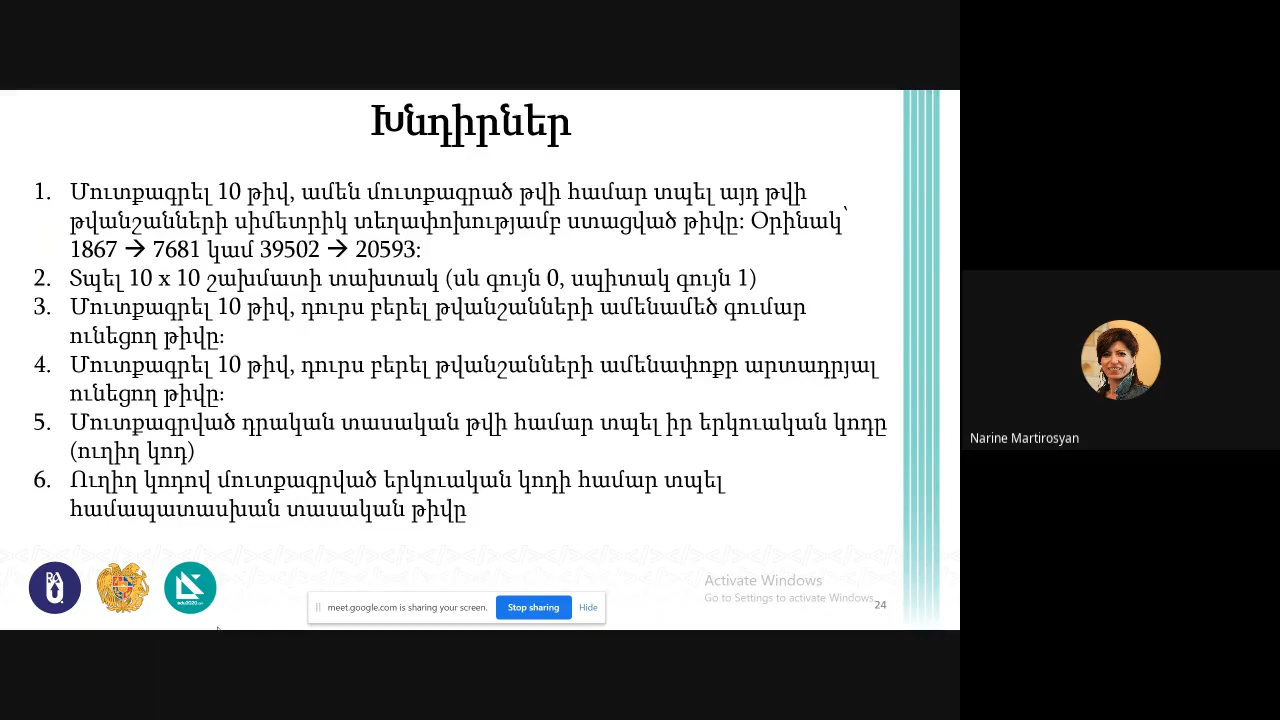 Խնդիրներ
1. Մուտքագրել 10 թիվ, ամեն մուտքագրած թվի համար տպել այդ թվի
թվանշանների սիմետրիկ տեղափոխությամբ ստացված թիվը: Օրինակ՝
1867 → 7681 կամ 39502 → 20593:
2. Տպել 10 x 10 շախմատի տախտակ (սև գույն 0, սպիտակ գույն 1)
3. Մուտքագրել 10 թիվ, դուրս բերել թվանշանների ամենամեծ գումար
ունեցող թիվը:
4. Մուտքագրել 10 թիվ, դուրս բերել թվանշանների ամենափոքր արտադրյալ
ունեցող թիվը:
5. Մուտքագրված դրական տասական թվի համար տպել իր երկուական կոդը
(ուղիղ կոդ)
6. Ուղիղ կոդով մուտքագրված երկուական կոդի համար տպել
համապատասխան տասական թիվը
Activate Windows
Go to Settings to activate Windows.
24
meet.google.com is sharing your screen.
Stop sharing
Hide
Narine Martirosyan